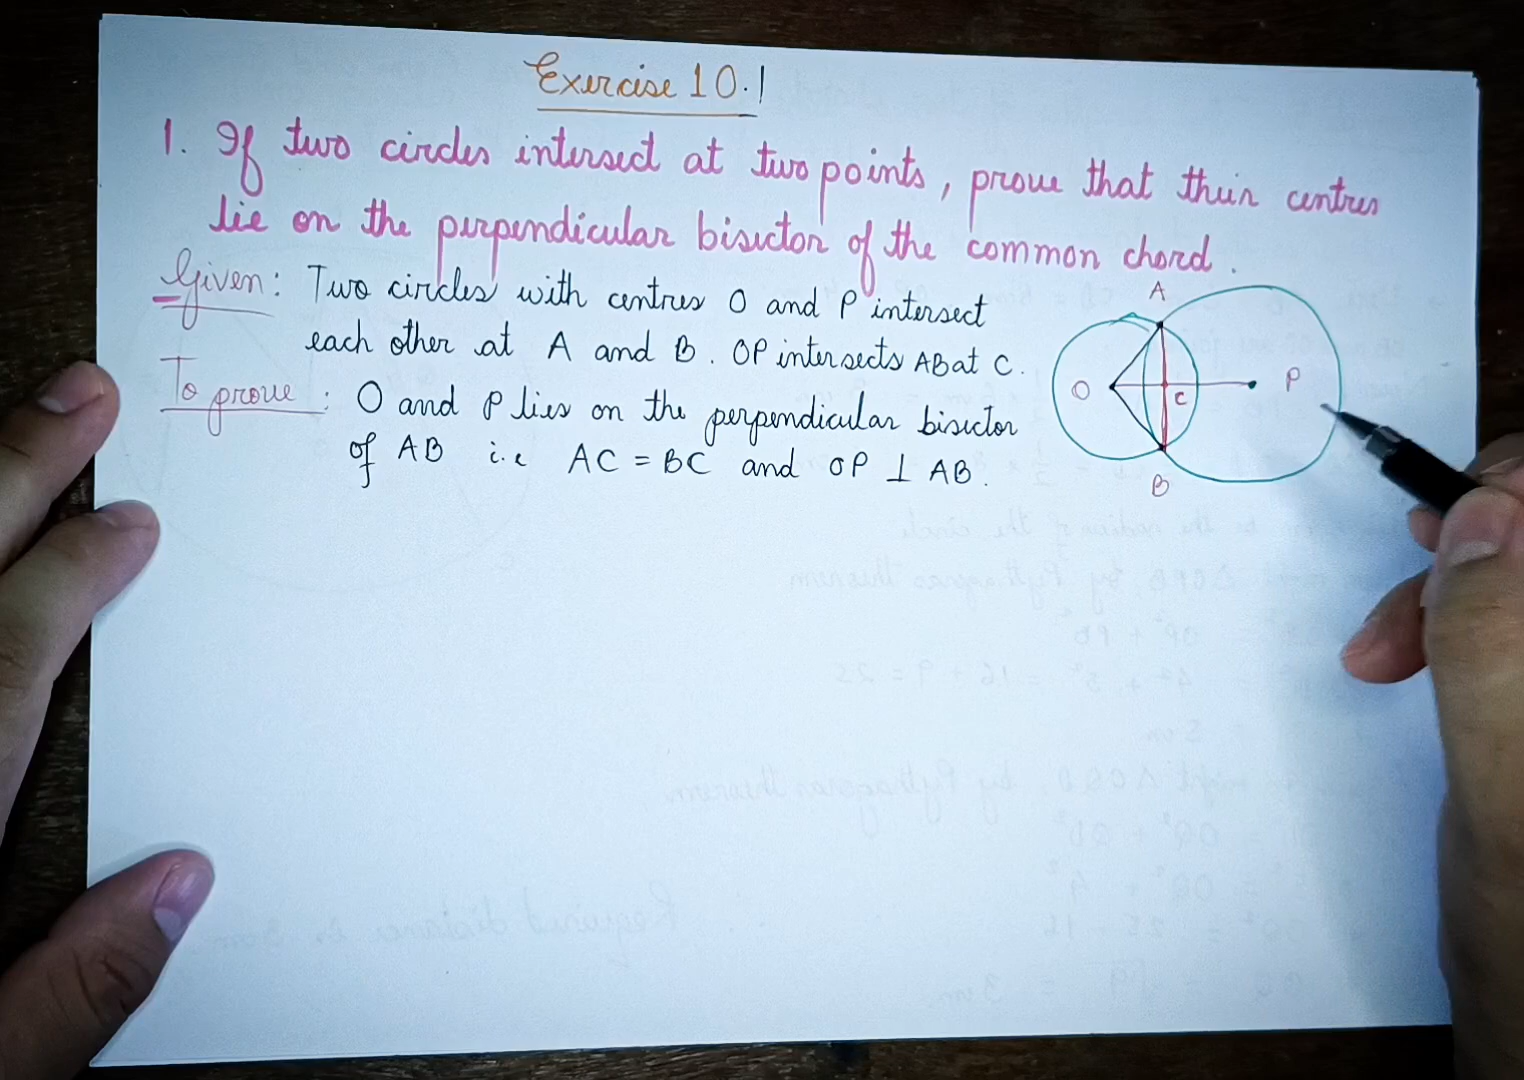 Exercise 10.1
1. If two circles intersect at two points, prove that their centres
lie on the perpendicular bisector of the common chord.
Given: Two circles with centres O and P intersect
each other at A and B. OP intersects AB at C.
To prove: O and P lies on the perpendicular bisector
of AB i.e AC = BC and OP ⊥ AB.
A
O
C
P
B